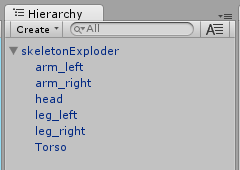 Hierarchy
Create All
skeletonExploder
arm_left
arm_right
head
leg_left
leg_right
Torso